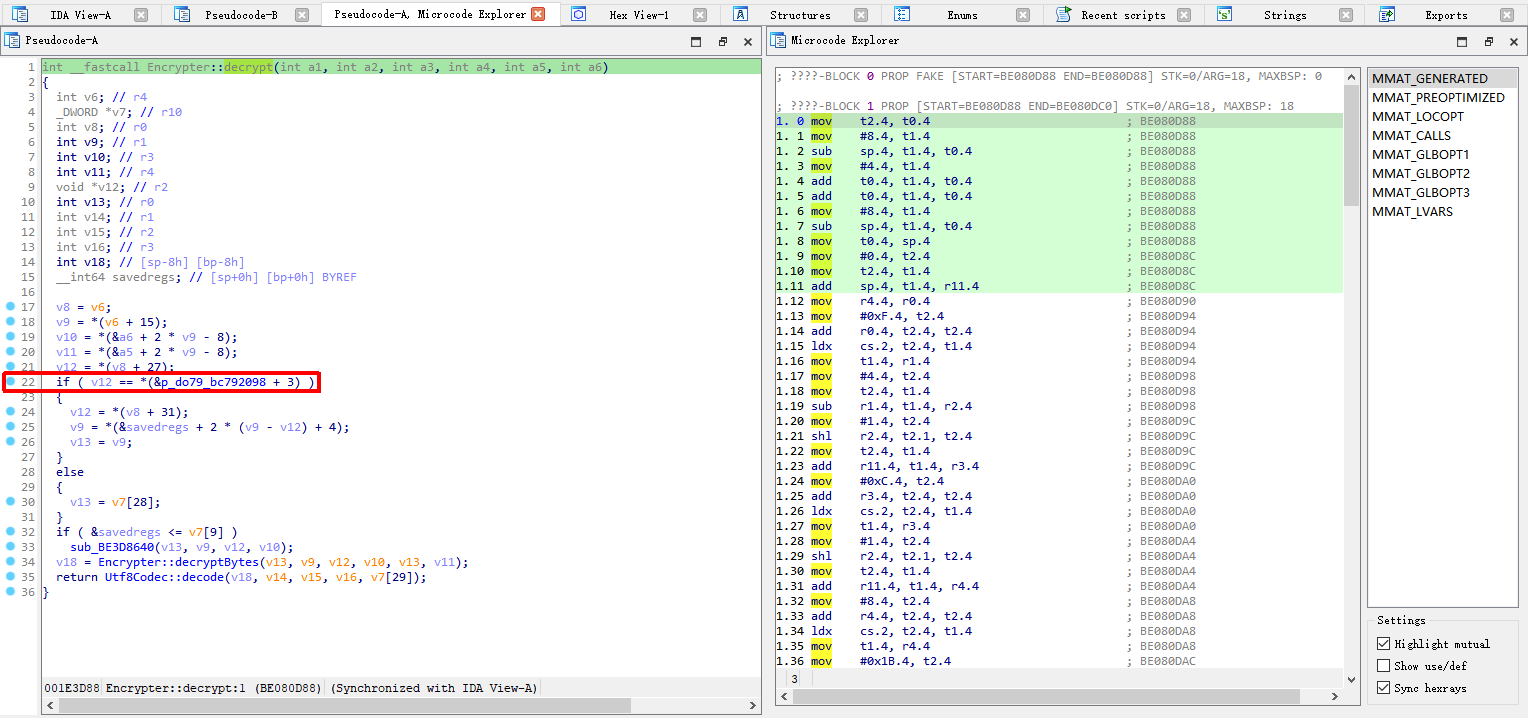 IDA View-A Pseudocode-B Pseudocode-A, Microcode Explorer Hex View-1 Structures Enums Recent scripts Strings Exports
Pseudocode-A
1 int __fastcall Encrypter::decrypt(int a1, int a2, int a3, int a4, int a5, int a6)
2 {
3 int v6; // r4
4 _DWORD *v7; // r10
5 int v8; // r0
6 int v9; // r1
7 int v10; // r3
8 int v11; // r4
9 void *v12; // r2
10 int v13; // r0
11 int v14; // r1
12 int v15; // r2
13 int v16; // r3
14 int v18; // [sp-8h] [bp-8h]
15 __int64 savedregs; // [sp+0h] [bp+0h] BYREF
16
17 v8 = v6;
18 v9 = *(v6 + 15);
19 v10 = *(&a6 + 2 * v9 - 8);
20 v11 = *(&a5 + 2 * v9 - 8);
21 v12 = *(v8 + 27);
22 if ( v12 == *(&p_do79_bc792098 + 3) )
23 {
24 v12 = *(v8 + 31);
25 v9 = *(&savedregs + 2 * (v9 - v12) + 4);
26 v13 = v9;
27 }
28 else
29 {
30 v13 = v7[28];
31 }
32 if ( &savedregs <= v7[9] )
33 sub_BE3D8640(v13, v9, v12, v10);
34 v18 = Encrypter::decryptBytes(v13, v9, v12, v10, v13, v11);
35 return Utf8Codec::decode(v18, v14, v15, v16, v7[29]);
36 }
001E3D88 Encrypter::decrypt:1 (BE080D88) (Synchronized with IDA View-A)
Microcode Explorer
; ????-BLOCK 0 PROP FAKE [START=BE080D88 END=BE080D88] STK=0/ARG=18, MAXBSP: 0
; ????-BLOCK 1 PROP [START=BE080D88 END=BE080DC0] STK=0/ARG=18, MAXBSP: 18
1. 0 mov t2.4, t0.4 ; BE080D88
1. 1 mov #8.4, t1.4 ; BE080D88
1. 2 sub sp.4, t1.4, t0.4 ; BE080D88
1. 3 mov #4.4, t1.4 ; BE080D88
1. 4 add t0.4, t1.4, t0.4 ; BE080D88
1. 5 add t0.4, t1.4, t0.4 ; BE080D88
1. 6 mov #8.4, t1.4 ; BE080D88
1. 7 sub sp.4, t1.4, t0.4 ; BE080D88
1. 8 mov t0.4, sp.4 ; BE080D88
1. 9 mov #0.4, t2.4 ; BE080D8C
1.10 mov t2.4, t1.4 ; BE080D8C
1.11 add sp.4, t1.4, r11.4 ; BE080D8C
1.12 mov r4.4, r0.4 ; BE080D90
1.13 mov #0xF.4, t2.4 ; BE080D94
1.14 add r0.4, t2.4, t2.4 ; BE080D94
1.15 ldx cs.2, t2.4, t1.4 ; BE080D94
1.16 mov t1.4, r1.4 ; BE080D94
1.17 mov #4.4, t2.4 ; BE080D98
1.18 mov t2.4, t1.4 ; BE080D98
1.19 sub r1.4, t1.4, r2.4 ; BE080D98
1.20 mov #1.4, t2.4 ; BE080D9C
1.21 shl r2.4, t2.1, t2.4 ; BE080D9C
1.22 mov t2.4, t1.4 ; BE080D9C
1.23 add r11.4, t1.4, r3.4 ; BE080D9C
1.24 mov #0xC.4, t2.4 ; BE080DA0
1.25 add r3.4, t2.4, t2.4 ; BE080DA0
1.26 ldx cs.2, t2.4, t1.4 ; BE080DA0
1.27 mov t1.4, r3.4 ; BE080DA0
1.28 mov #1.4, t2.4 ; BE080DA4
1.29 shl r2.4, t2.1, t2.4 ; BE080DA4
1.30 mov t2.4, t1.4 ; BE080DA4
1.31 add r11.4, t1.4, r4.4 ; BE080DA4
1.32 mov #8.4, t2.4 ; BE080DA8
1.33 add r4.4, t2.4, t2.4 ; BE080DA8
1.34 ldx cs.2, t2.4, t1.4 ; BE080DA8
1.35 mov t1.4, r4.4 ; BE080DA8
1.36 mov #0x1B.4, t2.4 ; BE080DAC
3
MMAT_GENERATED
MMAT_PREOPTIMIZED
MMAT_LOCOPT
MMAT_CALLS
MMAT_GLBOPT1
MMAT_GLBOPT2
MMAT_GLBOPT3
MMAT_LVARS
Settings
Highlight mutual
Show use/def
Sync hexrays